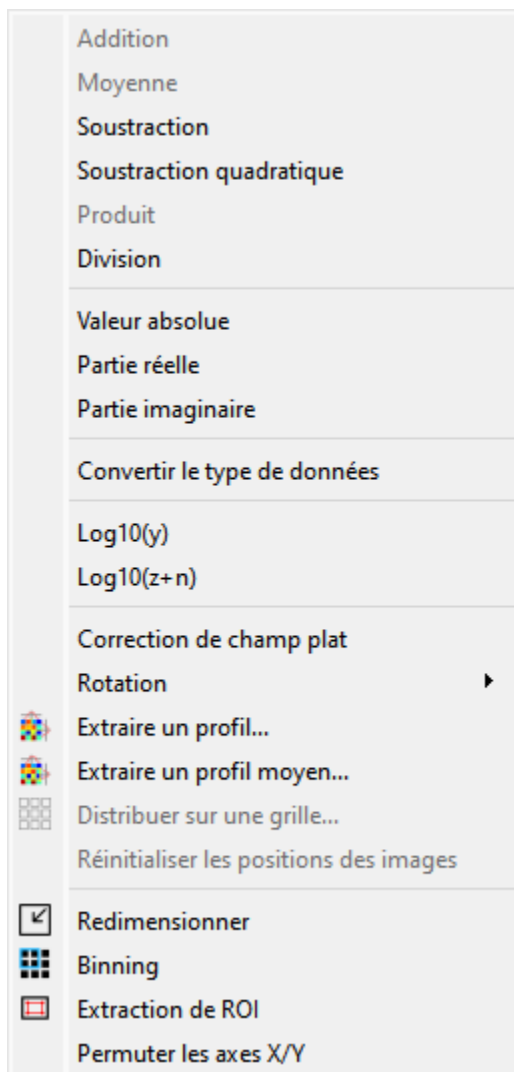 Addition
Moyenne
Soustraction
Soustraction quadratique
Produit
Division
Valeur absolue
Partie réelle
Partie imaginaire
Convertir le type de données
Log10(y)
Log10(z+n)
Correction de champ plat
Rotation
Extraire un profil...
Extraire un profil moyen...
Distribuer sur une grille...
Réinitialiser les positions des images
Redimensionner
Binning
Extraction de ROI
Permuter les axes X/Y